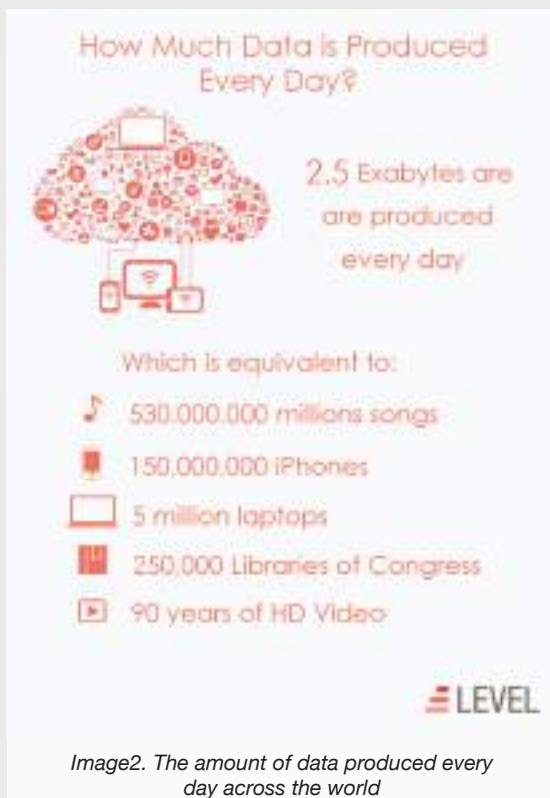 How Much Data is Produced
Every Day?
2.5 Exabytes are
are produced
every day
Which is equivalent to:
530,000,000 millions songs
150,000,000 iPhones
5 million laptops
250,000 Libraries of Congress
90 years of HD Video
LEVEL
Image2. The amount of data produced every
day across the world